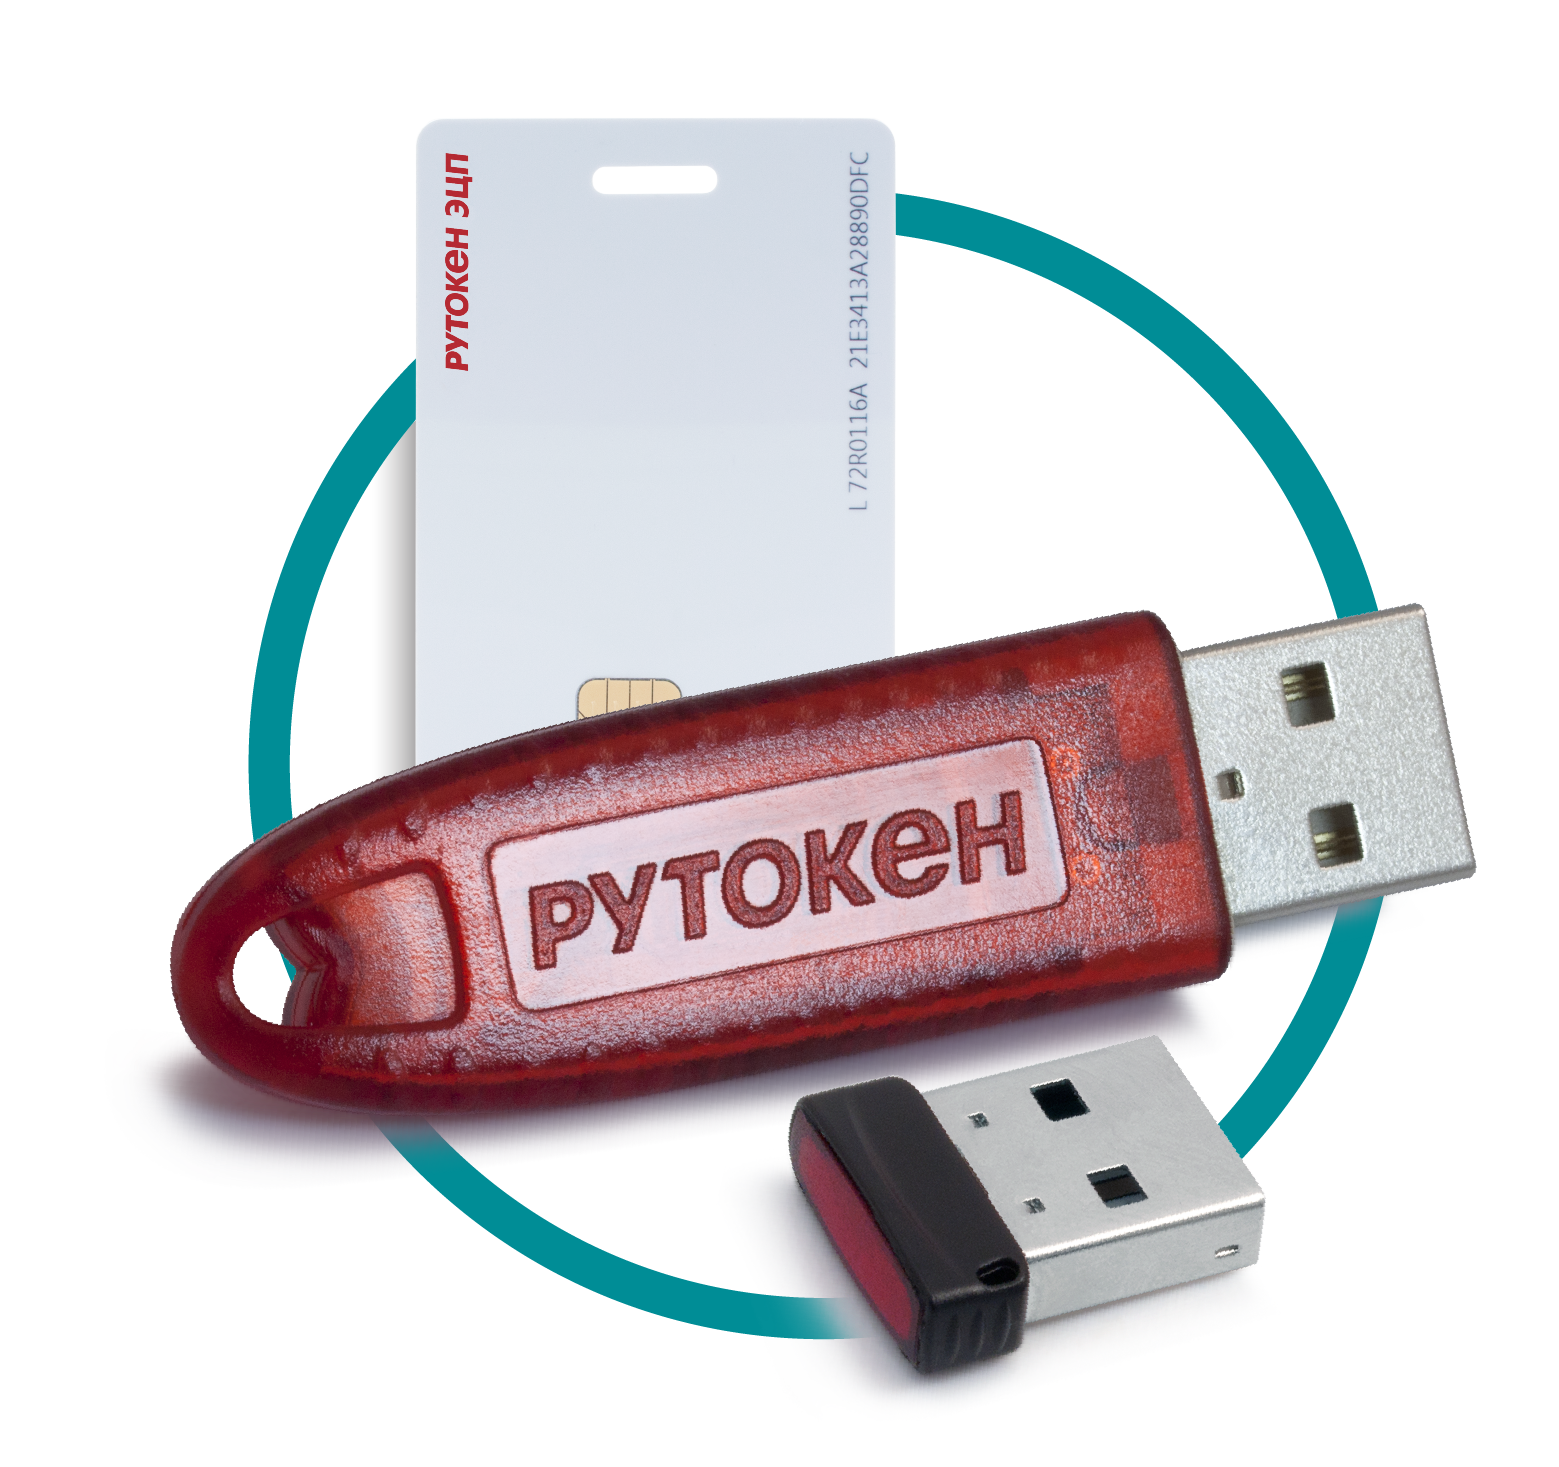 РУТОКЕН ЭЦП
L 72R0116A 21E3413A28890DFC
РУТОКЕН